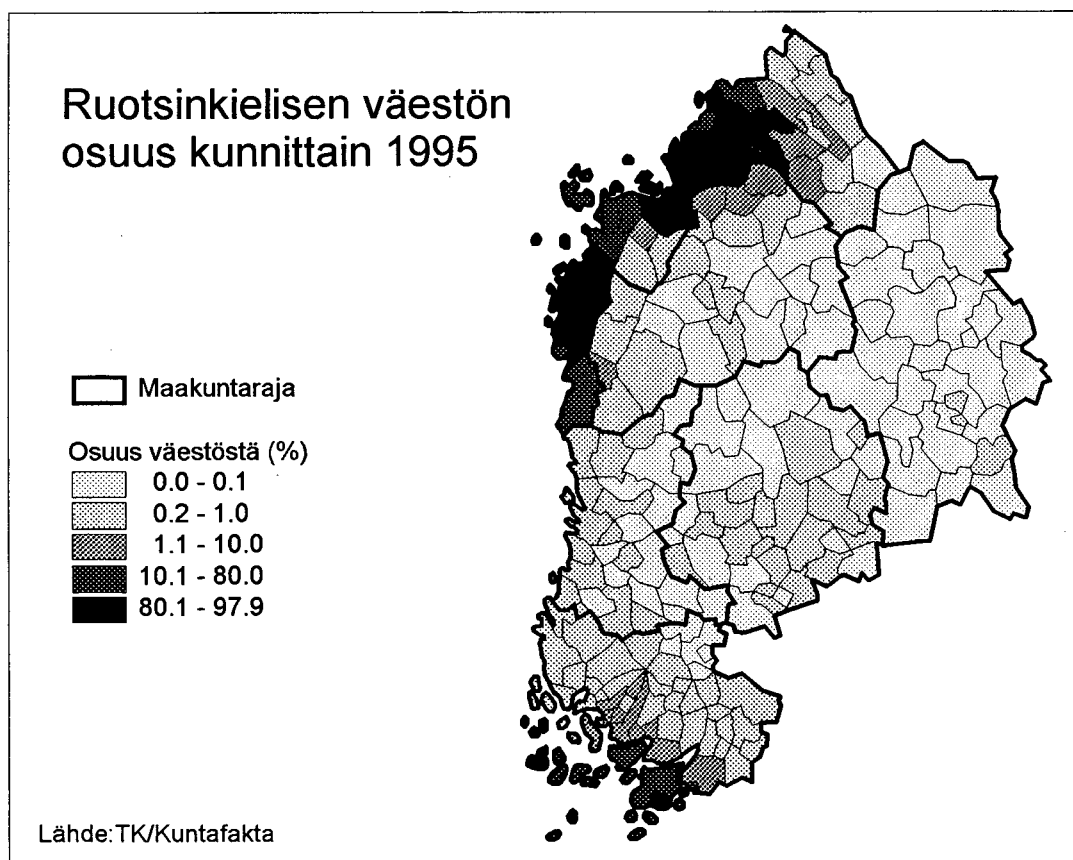 Ruotsinkielisen väestön
osuus kunnittain 1995
Maakuntaraja
Osuus väestöstä (%)
0.0 - 0.1
0.2 - 1.0
1.1 - 10.0
10.1 - 80.0
80.1 - 97.9
Lähde:TK/Kuntafakta